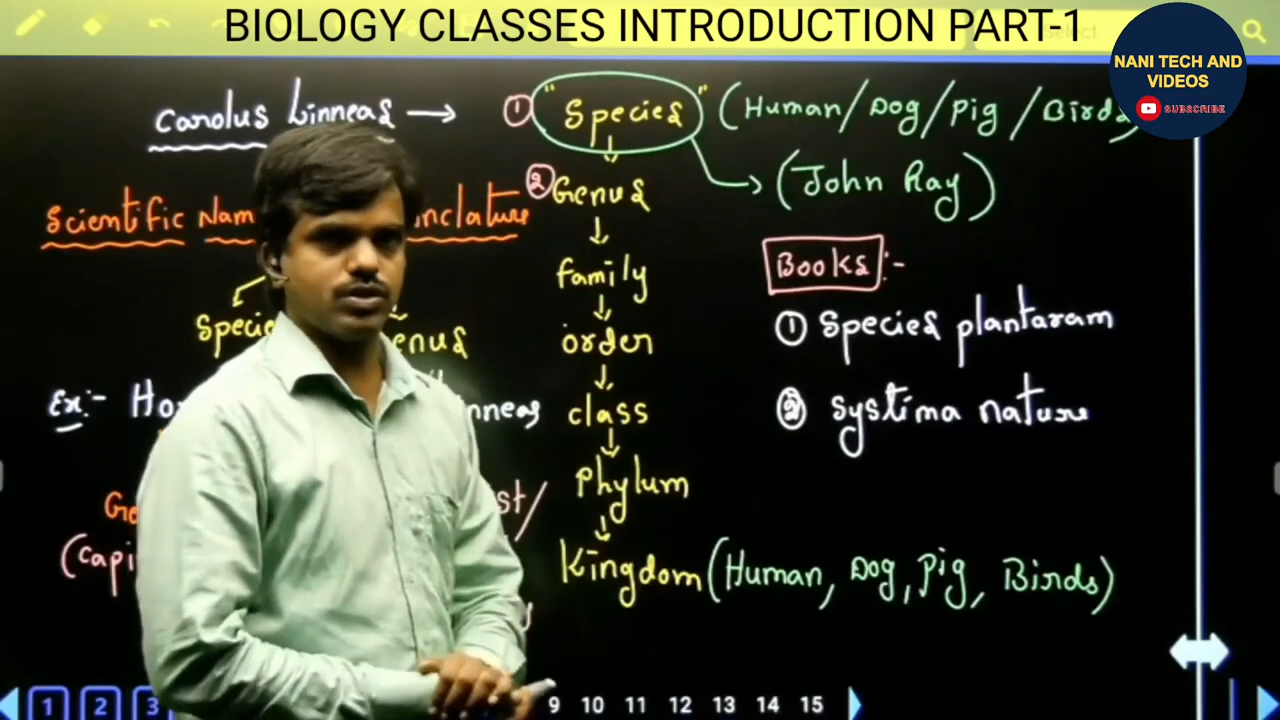 BIOLOGY CLASSES INTRODUCTION PART-1
NANI TECH AND
VIDEOS
SUBSCRIBE
Carolus Linneas → ① "Species" (Human/Dog/Pig/Birds
(John Ray)
Scientific Nam nclature
② Genus
Family
Books:-
Specie enus
① Species plantaram
order
Ex:- Ho nneas
class
② Systima nature
Phylum
Ge st/
(Capi
Kingdom (Human, Dog, Pig, Birds)
1 2 3 9 10 11 12 13 14 15